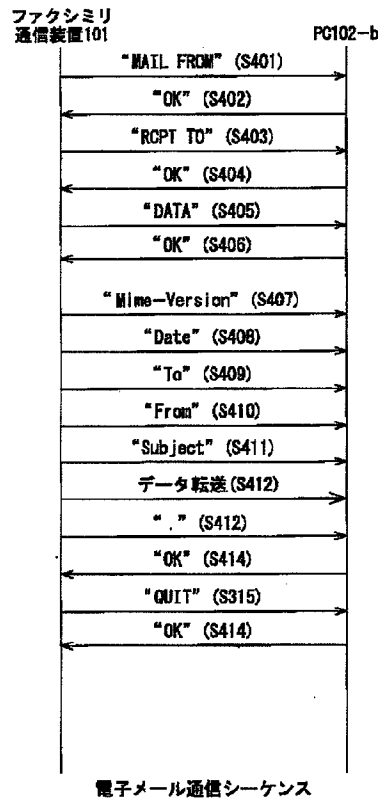 ファクシミリ
通信装置101
PC102-b
“MAIL FROM” (S401)
“OK” (S402)
“RCPT TO” (S403)
“OK” (S404)
“DATA” (S405)
“OK” (S406)
“Mime-Version” (S407)
“Date” (S408)
“To” (S409)
“From” (S410)
“Subject” (S411)
データ転送(S412)
“.” (S412)
“OK” (S414)
“QUIT” (S315)
“OK” (S414)
電子メール通信シーケンス